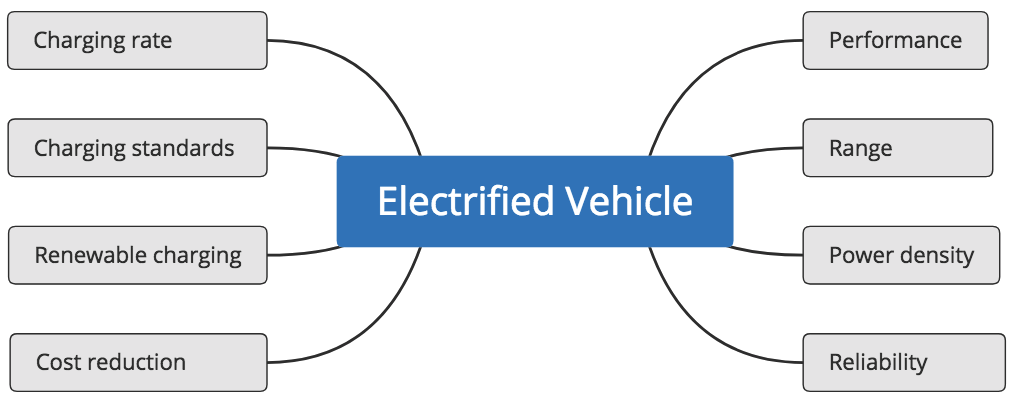 Charging rate
Charging standards
Renewable charging
Cost reduction
Electrified Vehicle
Performance
Range
Power density
Reliability